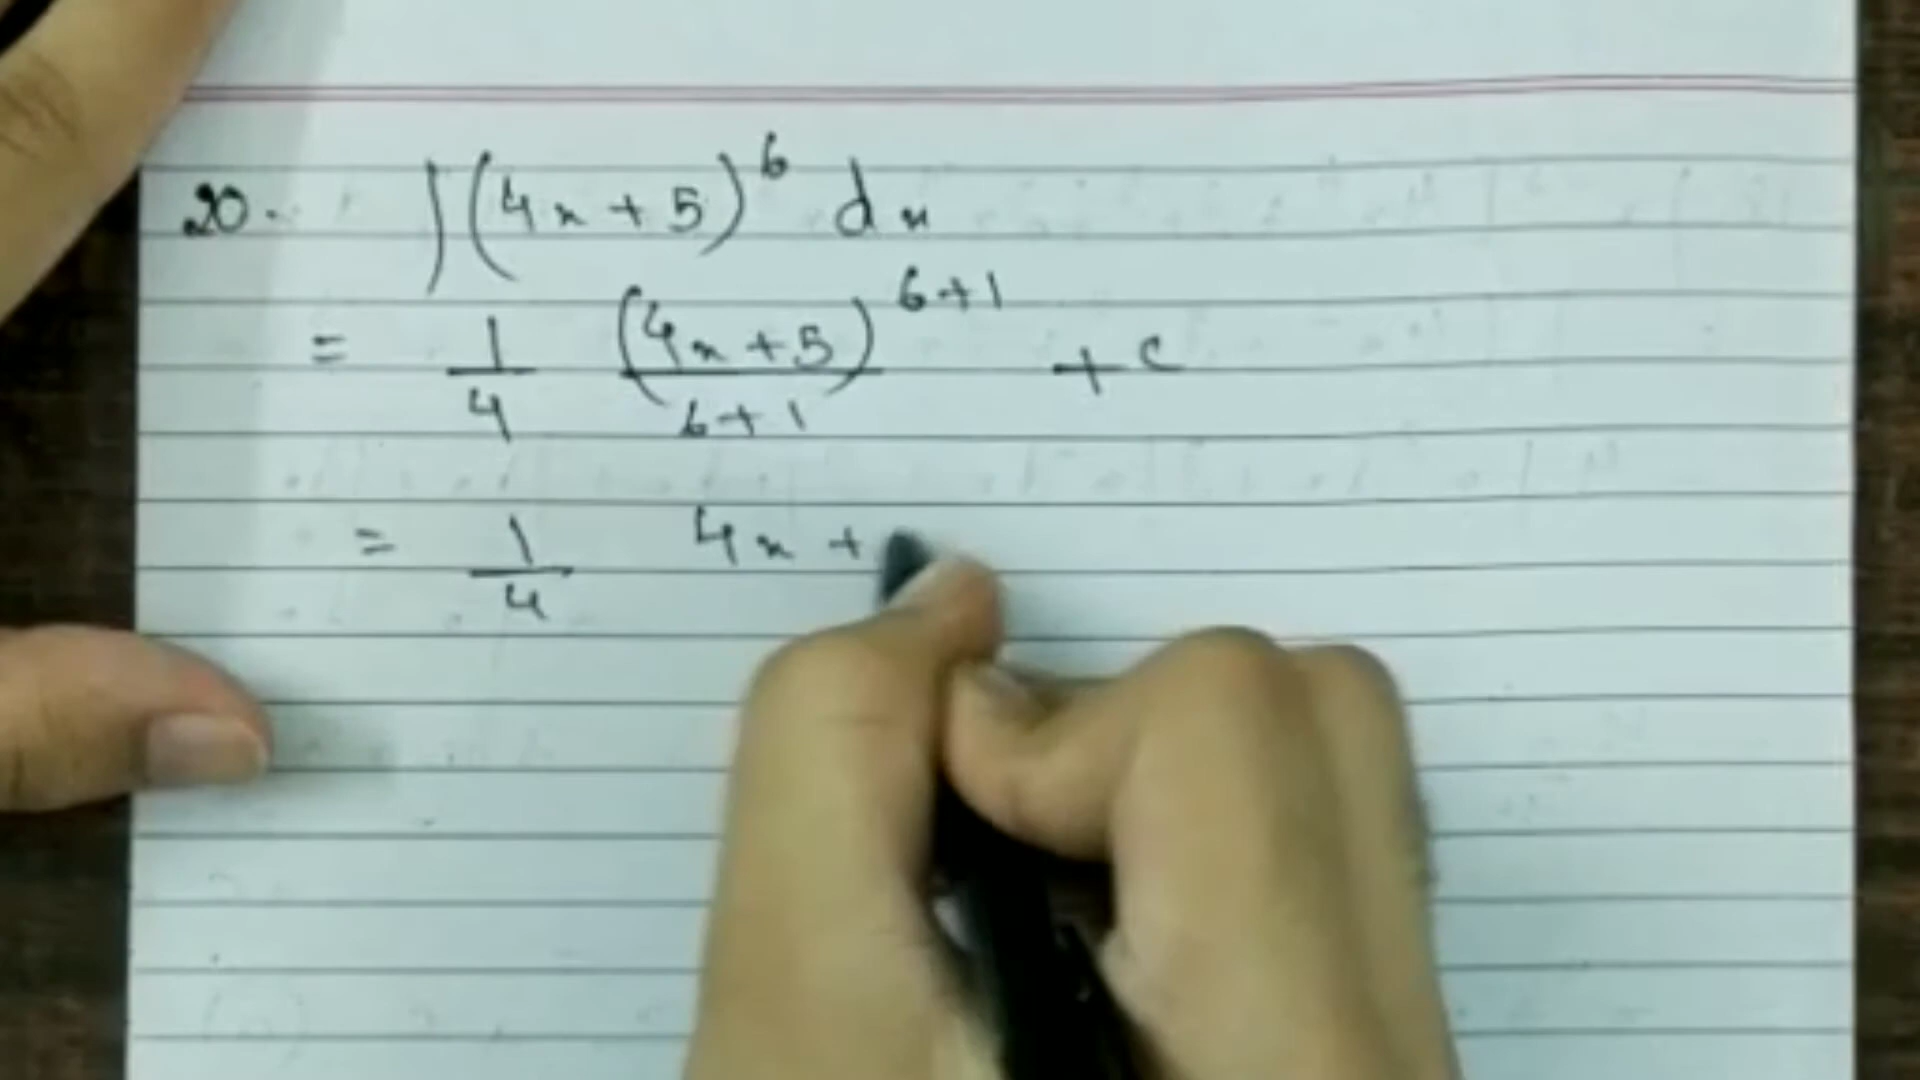 20. ∫(4x+5)^6 dx
= 1/4 (4x+5)^(6+1)/(6+1) + c
= 1/4 4x +